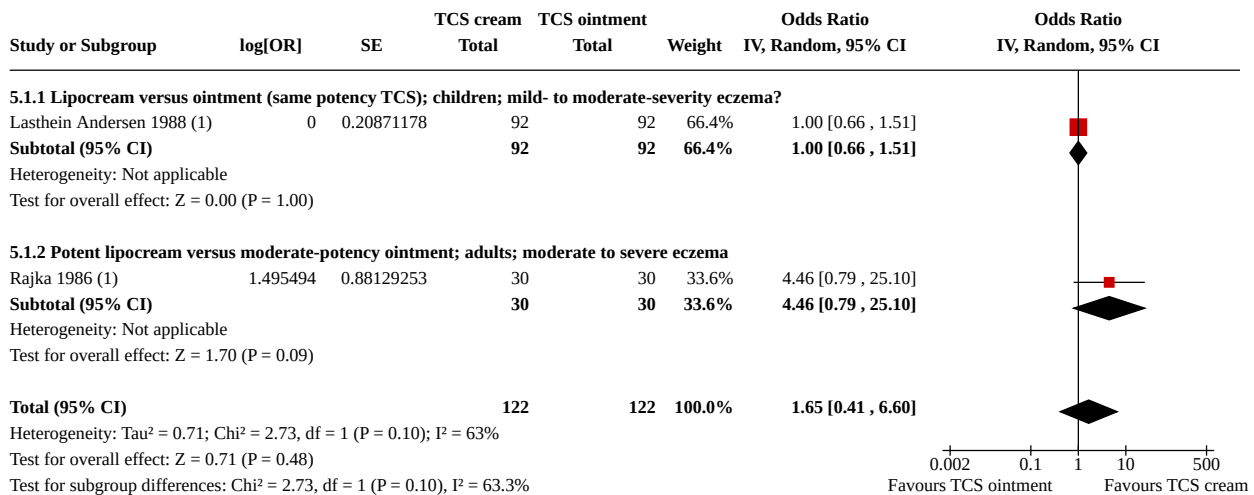 TCS cream TCS ointment Odds Ratio Odds Ratio
Study or Subgroup log[OR] SE Total Total Weight IV, Random, 95% CI IV, Random, 95% CI
5.1.1 Lipocream versus ointment (same potency TCS); children; mild- to moderate-severity eczema?
Lasthein Andersen 1988 (1) 0 0.20871178 92 92 66.4% 1.00 [0.66 , 1.51]
Subtotal (95% CI) 92 92 66.4% 1.00 [0.66 , 1.51]
Heterogeneity: Not applicable
Test for overall effect: Z = 0.00 (P = 1.00)
5.1.2 Potent lipocream versus moderate-potency ointment; adults; moderate to severe eczema
Rajka 1986 (1) 1.495494 0.88129253 30 30 33.6% 4.46 [0.79 , 25.10]
Subtotal (95% CI) 30 30 33.6% 4.46 [0.79 , 25.10]
Heterogeneity: Not applicable
Test for overall effect: Z = 1.70 (P = 0.09)
Total (95% CI) 122 122 100.0% 1.65 [0.41 , 6.60]
Heterogeneity: Tau² = 0.71; Chi² = 2.73, df = 1 (P = 0.10); I² = 63%
Test for overall effect: Z = 0.71 (P = 0.48)
Test for subgroup differences: Chi² = 2.73, df = 1 (P = 0.10), I² = 63.3%
0.002 0.1 1 10 500
Favours TCS ointment Favours TCS cream